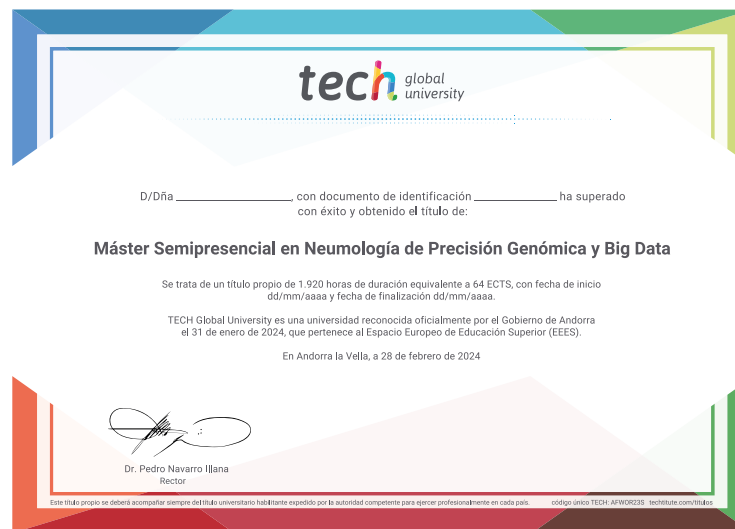 tech global university
D/Dña ______________, con documento de identificación __________ ha superado
con éxito y obtenido el título de:
Máster Semipresencial en Neumología de Precisión Genómica y Big Data
Se trata de un título propio de 1.920 horas de duración equivalente a 64 ECTS, con fecha de inicio
dd/mm/aaaa y fecha de finalización dd/mm/aaaa.
TECH Global University es una universidad reconocida oficialmente por el Gobierno de Andorra
el 31 de enero de 2024, que pertenece al Espacio Europeo de Educación Superior (EEES).
En Andorra la Vella, a 28 de febrero de 2024
Dr. Pedro Navarro Illana
Rector
Este título propio se deberá acompañar siempre del título universitario habilitante expedido por la autoridad competente para ejercer profesionalmente en cada país. código único TECH: AFWOR23S techtitute.com/títulos